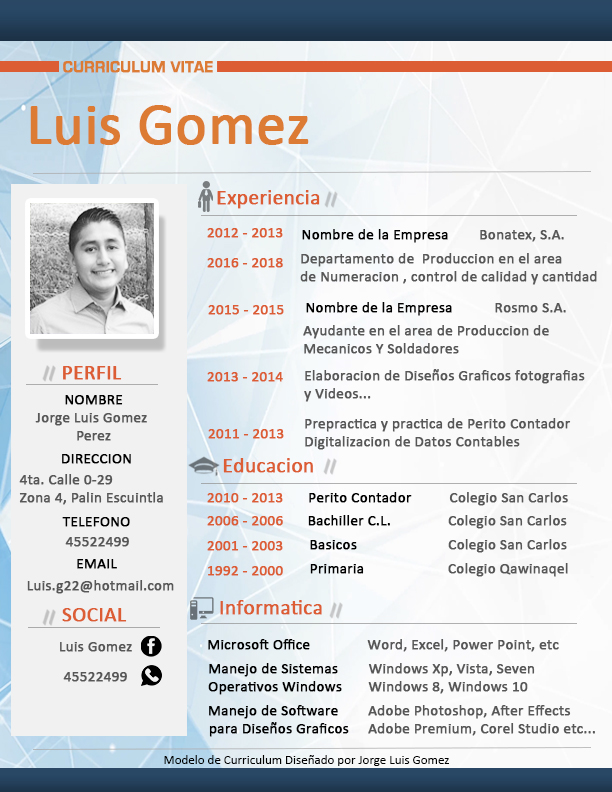 CURRICULUM VITAE
Luis Gomez
PERFIL
NOMBRE
Jorge Luis Gomez
Perez
DIRECCION
4ta. Calle 0-29
Zona 4, Palin Escuintla
TELEFONO
45522499
EMAIL
Luis.g22@hotmail.com
SOCIAL
Luis Gomez
45522499
Experiencia
2012 - 2013 Nombre de la Empresa Bonatex, S.A.
2016 - 2018 Departamento de Produccion en el area
de Numeracion , control de calidad y cantidad
2015 - 2015 Nombre de la Empresa Rosmo S.A.
Ayudante en el area de Produccion de
Mecanicos Y Soldadores
2013 - 2014 Elaboracion de Diseños Graficos fotografias
y Videos...
2011 - 2013 Prepractica y practica de Perito Contador
Digitalizacion de Datos Contables
Educacion
2010 - 2013 Perito Contador Colegio San Carlos
2006 - 2006 Bachiller C.L. Colegio San Carlos
2001 - 2003 Basicos Colegio San Carlos
1992 - 2000 Primaria Colegio Qawinaqel
Informatica
Microsoft Office Word, Excel, Power Point, etc
Manejo de Sistemas Windows Xp, Vista, Seven
Operativos Windows Windows 8, Windows 10
Manejo de Software Adobe Photoshop, After Effects
para Diseños Graficos Adobe Premium, Corel Studio etc...
Modelo de Curriculum Diseñado por Jorge Luis Gomez